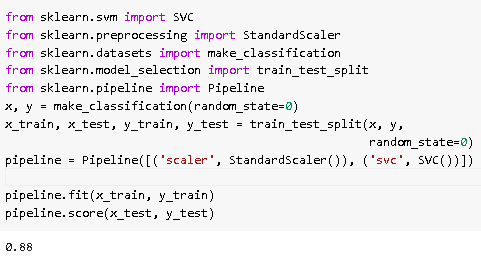 from sklearn.svm import SVC
from sklearn.preprocessing import StandardScaler
from sklearn.datasets import make_classification
from sklearn.model_selection import train_test_split
from sklearn.pipeline import Pipeline
x, y = make_classification(random_state=0)
x_train, x_test, y_train, y_test = train_test_split(x, y,
random_state=0)
pipeline = Pipeline([('scaler', StandardScaler()), ('svc', SVC())])
pipeline.fit(x_train, y_train)
pipeline.score(x_test, y_test)
0.88